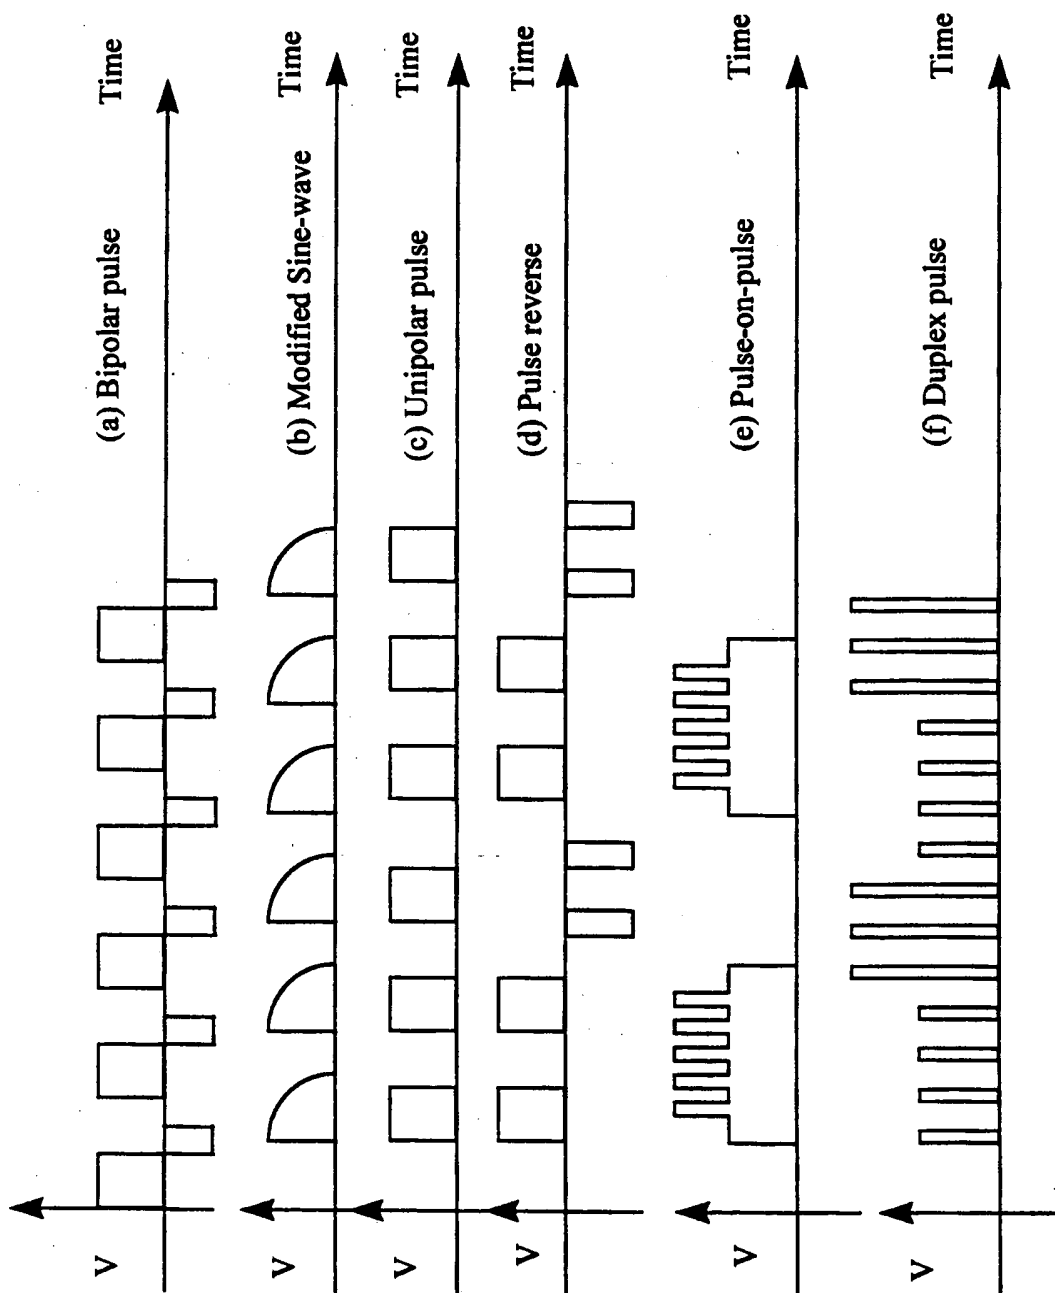 V
(a) Bipolar pulse
Time
(b) Modified Sine-wave
Time
V
(c) Unipolar pulse
Time
V
(d) Pulse reverse
Time
V
(e) Pulse-on-pulse
Time
V
(f) Duplex pulse
Time